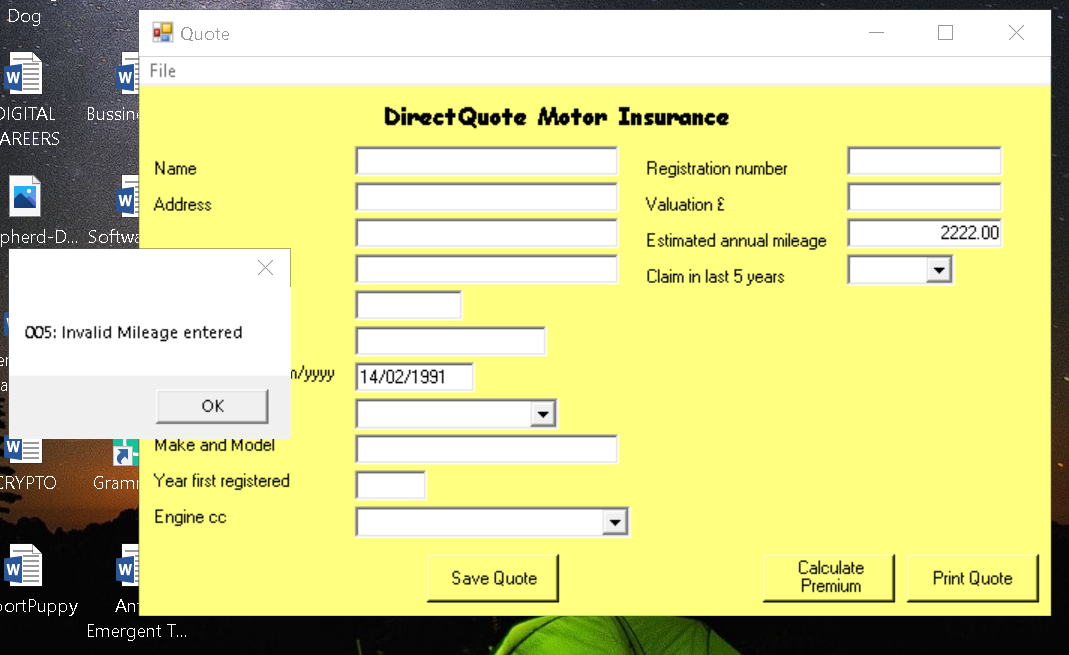 Dog
Quote
File
DIGITAL
AREERS
Bussin
DirectQuote Motor Insurance
Name
Registration number
Address
Valuation £
pherd-D...
Softwa
Estimated annual mileage
2222.00
Claim in last 5 years
005: Invalid Mileage entered
m/yyyy
14/02/1991
OK
Make and Model
CRYPTO
Gramm
Year first registered
Engine cc
Save Quote
Calculate
Premium
Print Quote
portPuppy
Ant
Emergent T...